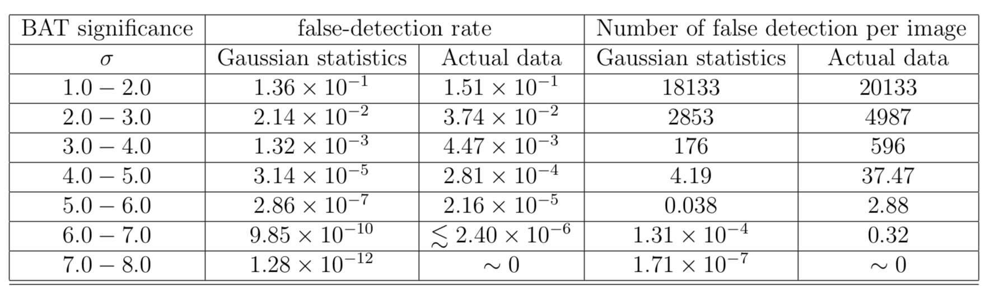 BAT significance false-detection rate Number of false detection per image
σ Gaussian statistics Actual data Gaussian statistics Actual data
1.0 − 2.0 1.36 × 10⁻¹ 1.51 × 10⁻¹ 18133 20133
2.0 − 3.0 2.14 × 10⁻² 3.74 × 10⁻² 2853 4987
3.0 − 4.0 1.32 × 10⁻³ 4.47 × 10⁻³ 176 596
4.0 − 5.0 3.14 × 10⁻⁵ 2.81 × 10⁻⁴ 4.19 37.47
5.0 − 6.0 2.86 × 10⁻⁷ 2.16 × 10⁻⁵ 0.038 2.88
6.0 − 7.0 9.85 × 10⁻¹⁰ ≲ 2.40 × 10⁻⁶ 1.31 × 10⁻⁴ 0.32
7.0 − 8.0 1.28 × 10⁻¹² ∼ 0 1.71 × 10⁻⁷ ∼ 0